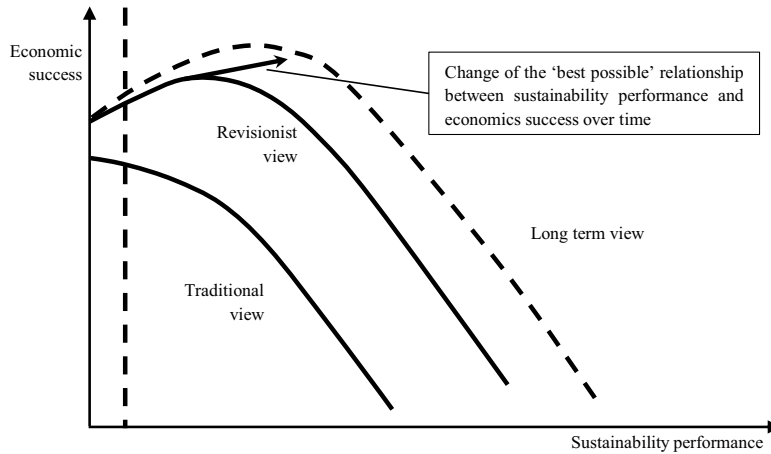 Economic
success
Change of the ‘best possible’ relationship
between sustainability performance and
economics success over time
Revisionist
view
Long term view
Traditional
view
Sustainability performance